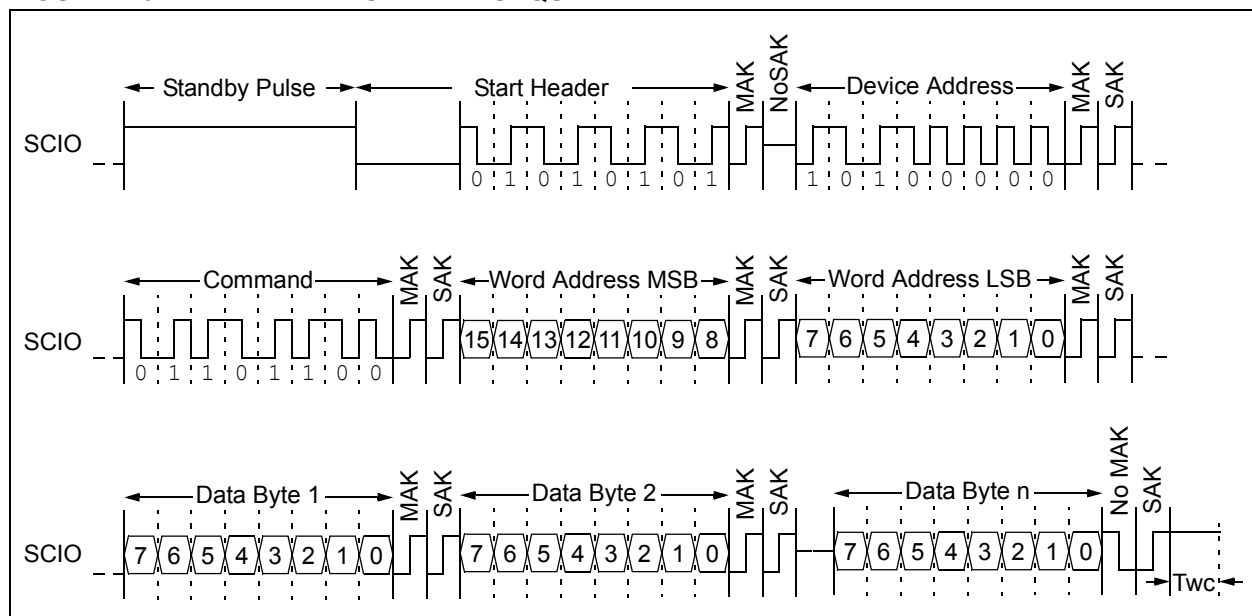 Standby Pulse Start Header MAK NoSAK Device Address MAK SAK
SCIO
0 1 0 1 0 1 0 1 1 0 1 0 0 0 0 0
Command MAK SAK Word Address MSB MAK SAK Word Address LSB MAK SAK
SCIO 15 14 13 12 11 10 9 8 7 6 5 4 3 2 1 0
0 1 1 0 1 1 0 0
Data Byte 1 MAK SAK Data Byte 2 MAK SAK Data Byte n No MAK SAK
SCIO 7 6 5 4 3 2 1 0 7 6 5 4 3 2 1 0 7 6 5 4 3 2 1 0
Twc